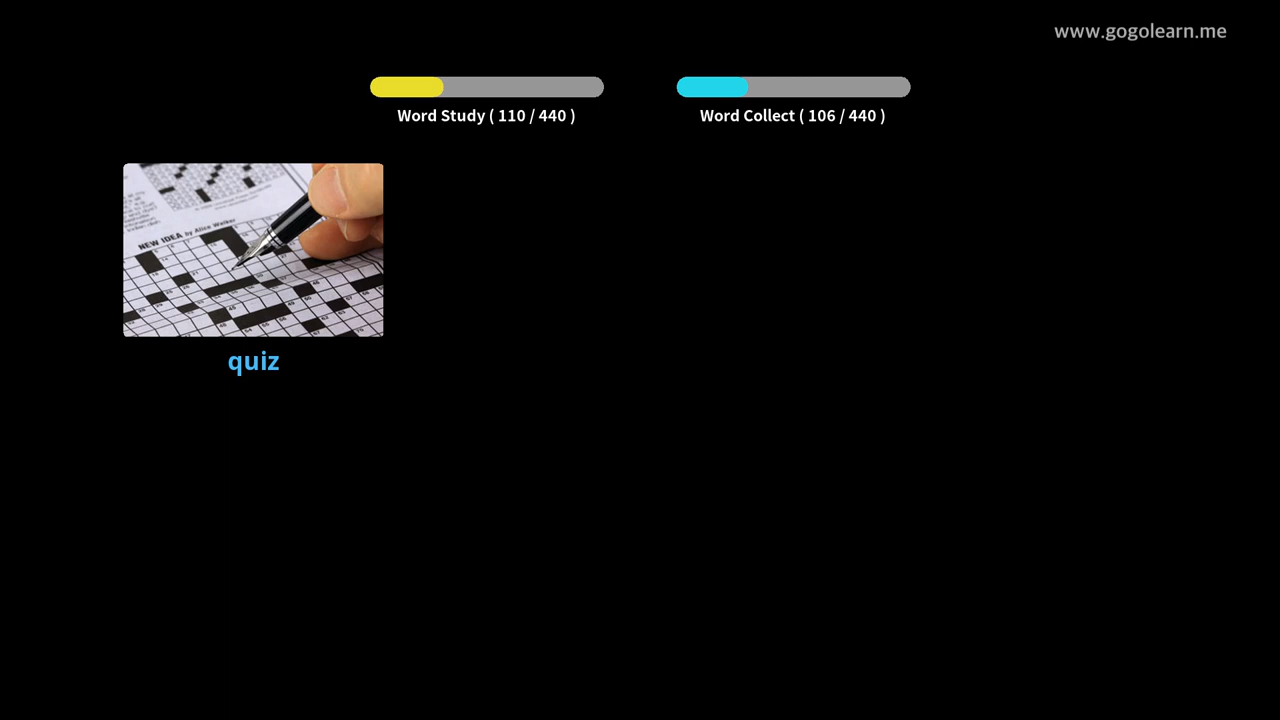 www.gogolearn.me
Word Study ( 110 / 440 )
Word Collect ( 106 / 440 )
NEW IDEA by Alice Walker
quiz